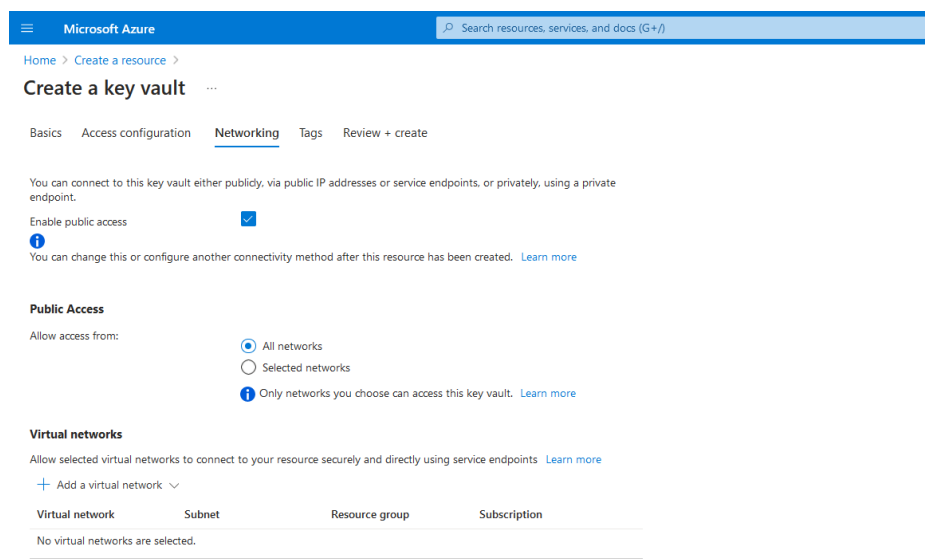 Microsoft Azure
Search resources, services, and docs (G+/)
Home > Create a resource >
Create a key vault ...
Basics Access configuration Networking Tags Review + create
You can connect to this key vault either publicly, via public IP addresses or service endpoints, or privately, using a private
endpoint.
Enable public access
You can change this or configure another connectivity method after this resource has been created. Learn more
Public Access
Allow access from:
All networks
Selected networks
Only networks you choose can access this key vault. Learn more
Virtual networks
Allow selected virtual networks to connect to your resource securely and directly using service endpoints Learn more
+ Add a virtual network
Virtual network Subnet Resource group Subscription
No virtual networks are selected.